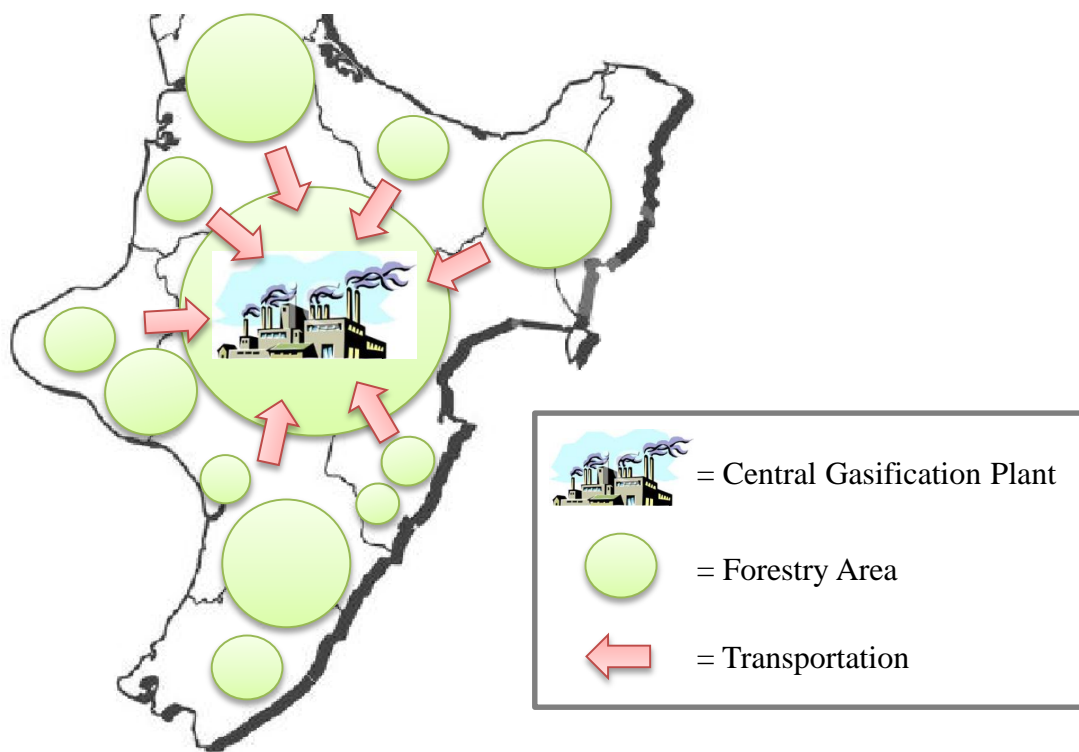 = Central Gasification Plant
= Forestry Area
= Transportation